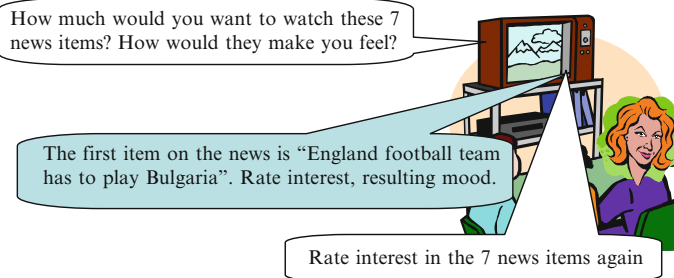 How much would you want to watch these 7
news items? How would they make you feel?
The first item on the news is “England football team
has to play Bulgaria”. Rate interest, resulting mood.
Rate interest in the 7 news items again